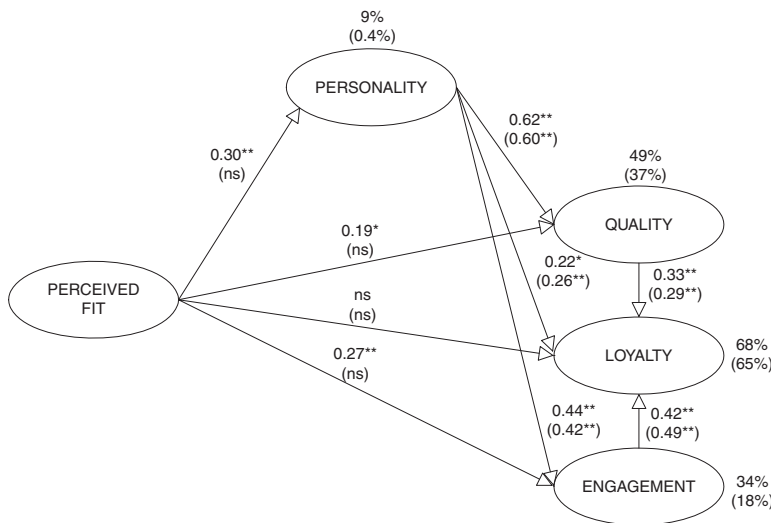 9%
(0.4%)
PERSONALITY
0.62**
(0.60**)
0.30**
(ns)
49%
(37%)
QUALITY
0.19*
(ns)
0.22*
(0.26**)
0.33**
(0.29**)
PERCEIVED
FIT
ns
(ns)
LOYALTY
68%
(65%)
0.27**
(ns)
0.44**
(0.42**)
0.42**
(0.49**)
ENGAGEMENT
34%
(18%)